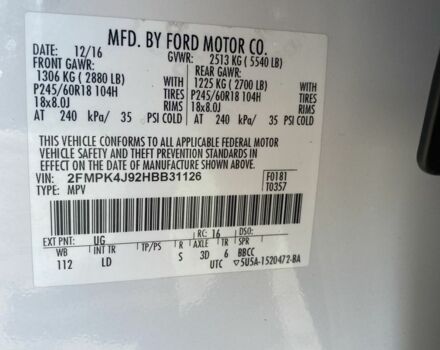 MFD. BY FORD MOTOR CO.
DATE: 12/16 GVWR: 2513 KG ( 5540 LB)
FRONT GAWR: REAR GAWR:
1306 KG ( 2880 LB) 1225 KG ( 2700 LB)
P245/60R18 104H WITH TIRES P245/60R18 104H WITH TIRES
18x8.0J RIMS 18x8.0J RIMS
AT 240 kPa/ 35 PSI COLD AT 240 kPa/ 35 PSI COLD
THIS VEHICLE CONFORMS TO ALL APPLICABLE FEDERAL MOTOR
VEHICLE SAFETY AND THEFT PREVENTION STANDARDS IN
EFFECT ON THE DATE OF MANUFACTURE SHOWN ABOVE.
VIN: 2FMPK4J92HBB31126 F0181
TYPE: MPV T0357
EXT PNT: UG RC: 16 DSO:
WB INT TR TP/PS R AXLE TR SPR
112 LD S 3D 6 BBCC
UTC 5U5A-1520472-BA